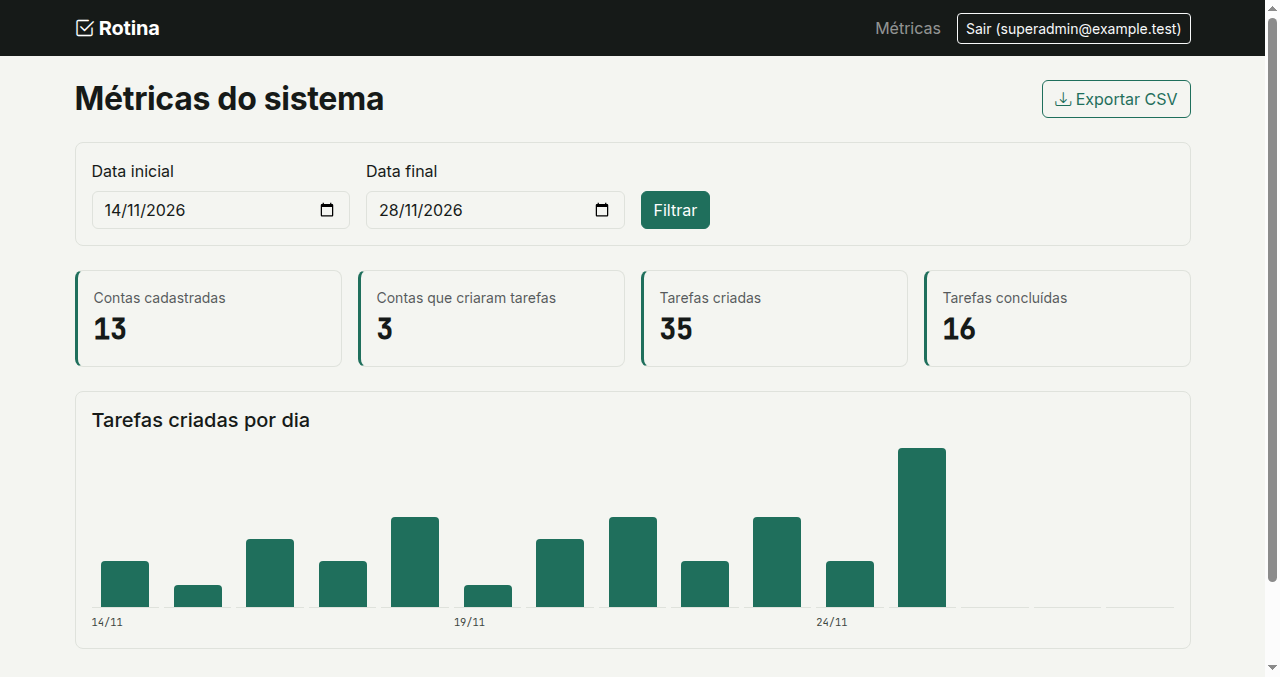 Rotina
Métricas
Sair (superadmin@example.test)
Métricas do sistema
Exportar CSV
Data inicial
Data final
14/11/2026
28/11/2026
Filtrar
Contas cadastradas
13
Contas que criaram tarefas
3
Tarefas criadas
35
Tarefas concluídas
16
Tarefas criadas por dia
14/11
19/11
24/11